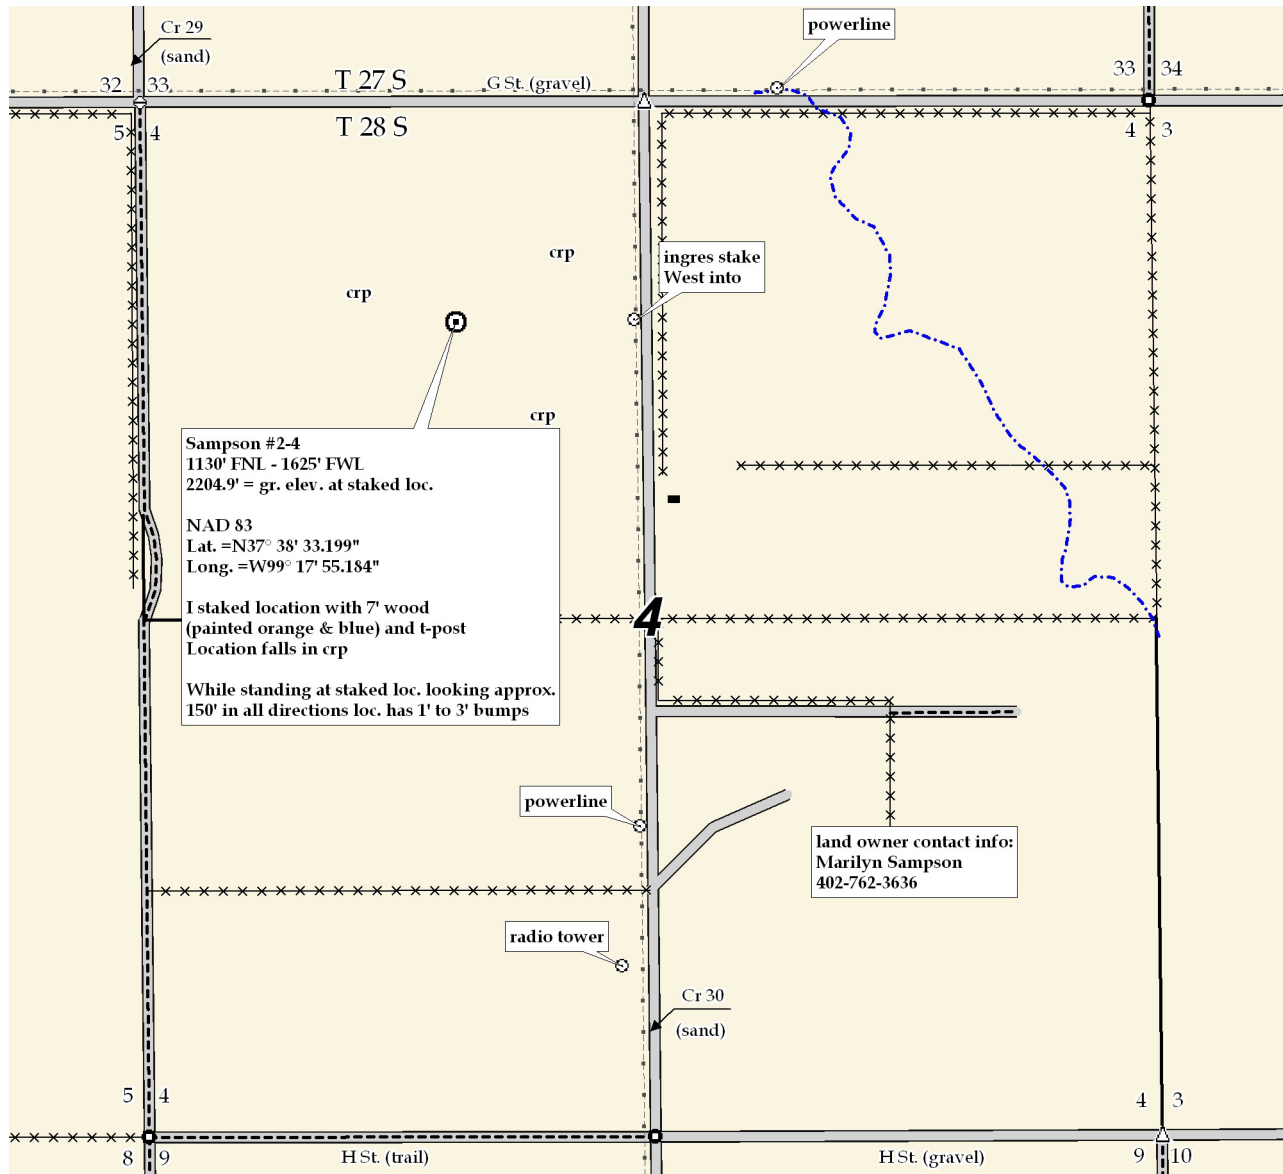 Cr 29
(sand)
powerline
32 33
T 27 S
G St. (gravel)
33 34
5 4
T 28 S
4 3
crp
ingres stake
West into
crp
crp
Sampson #2-4
1130' FNL - 1625' FWL
2204.9' = gr. elev. at staked loc.
NAD 83
Lat. =N37° 38' 33.199"
Long. =W99° 17' 55.184"
I staked location with 7' wood
(painted orange & blue) and t-post
Location falls in crp
While standing at staked loc. looking approx.
150' in all directions loc. has 1' to 3' bumps
4
powerline
land owner contact info:
Marilyn Sampson
402-762-3636
radio tower
Cr 30
(sand)
5 4
4 3
8 9
H St. (trail)
H St. (gravel)
9 10